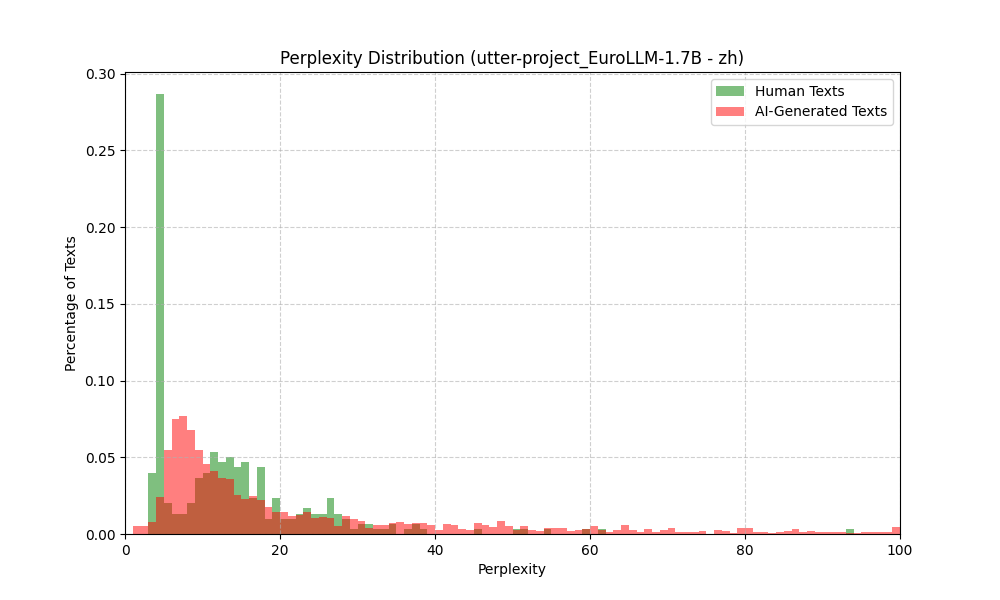 Perplexity Distribution (utter-project_EuroLLM-1.7B - zh)
Human Texts
AI-Generated Texts
Percentage of Texts
0.30
0.25
0.20
0.15
0.10
0.05
0.00
0 20 40 60 80 100
Perplexity